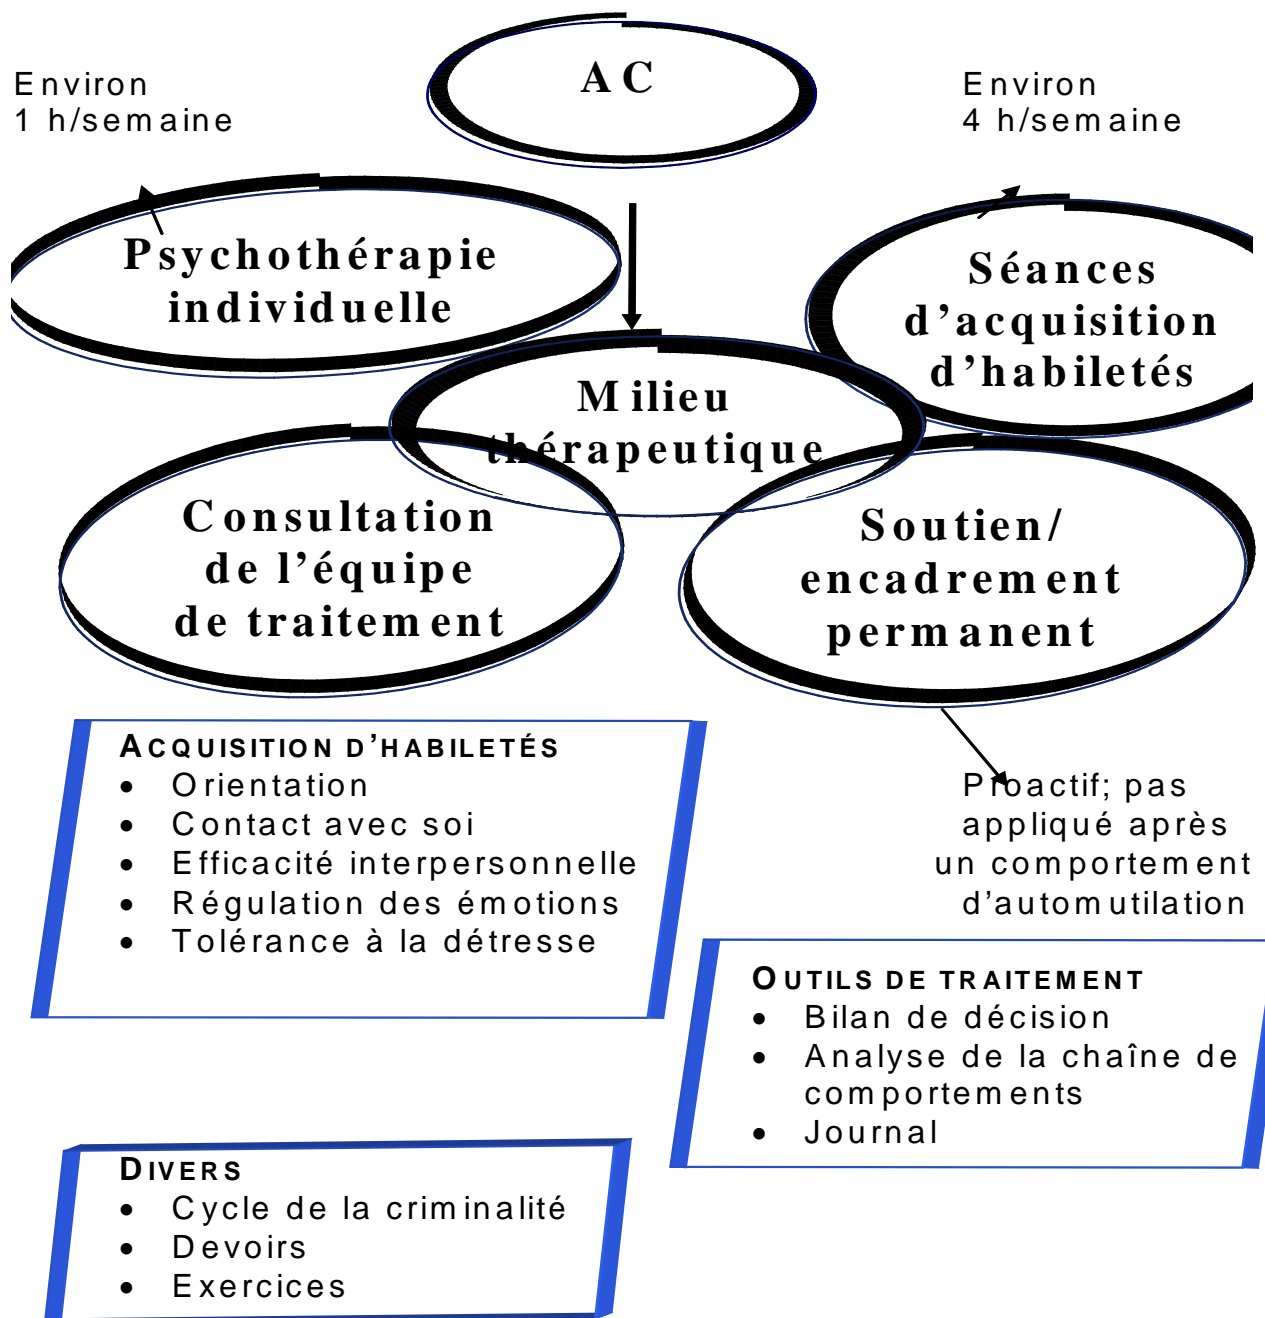 AC
Environ
1 h/semaine
Environ
4 h/semaine
Psychothérapie
individuelle
Séances
d’acquisition
d’habiletés
Milieu
thérapeutique
Consultation
de l’équipe
de traitement
Soutien/
encadrement
permanent
ACQUISITION D’HABILETÉS
• Orientation
• Contact avec soi
• Efficacité interpersonnelle
• Régulation des émotions
• Tolérance à la détresse
Proactif; pas
appliqué après
un comportement
d’automutilation
OUTILS DE TRAITEMENT
• Bilan de décision
• Analyse de la chaîne de
comportements
• Journal
DIVERS
• Cycle de la criminalité
• Devoirs
• Exercices